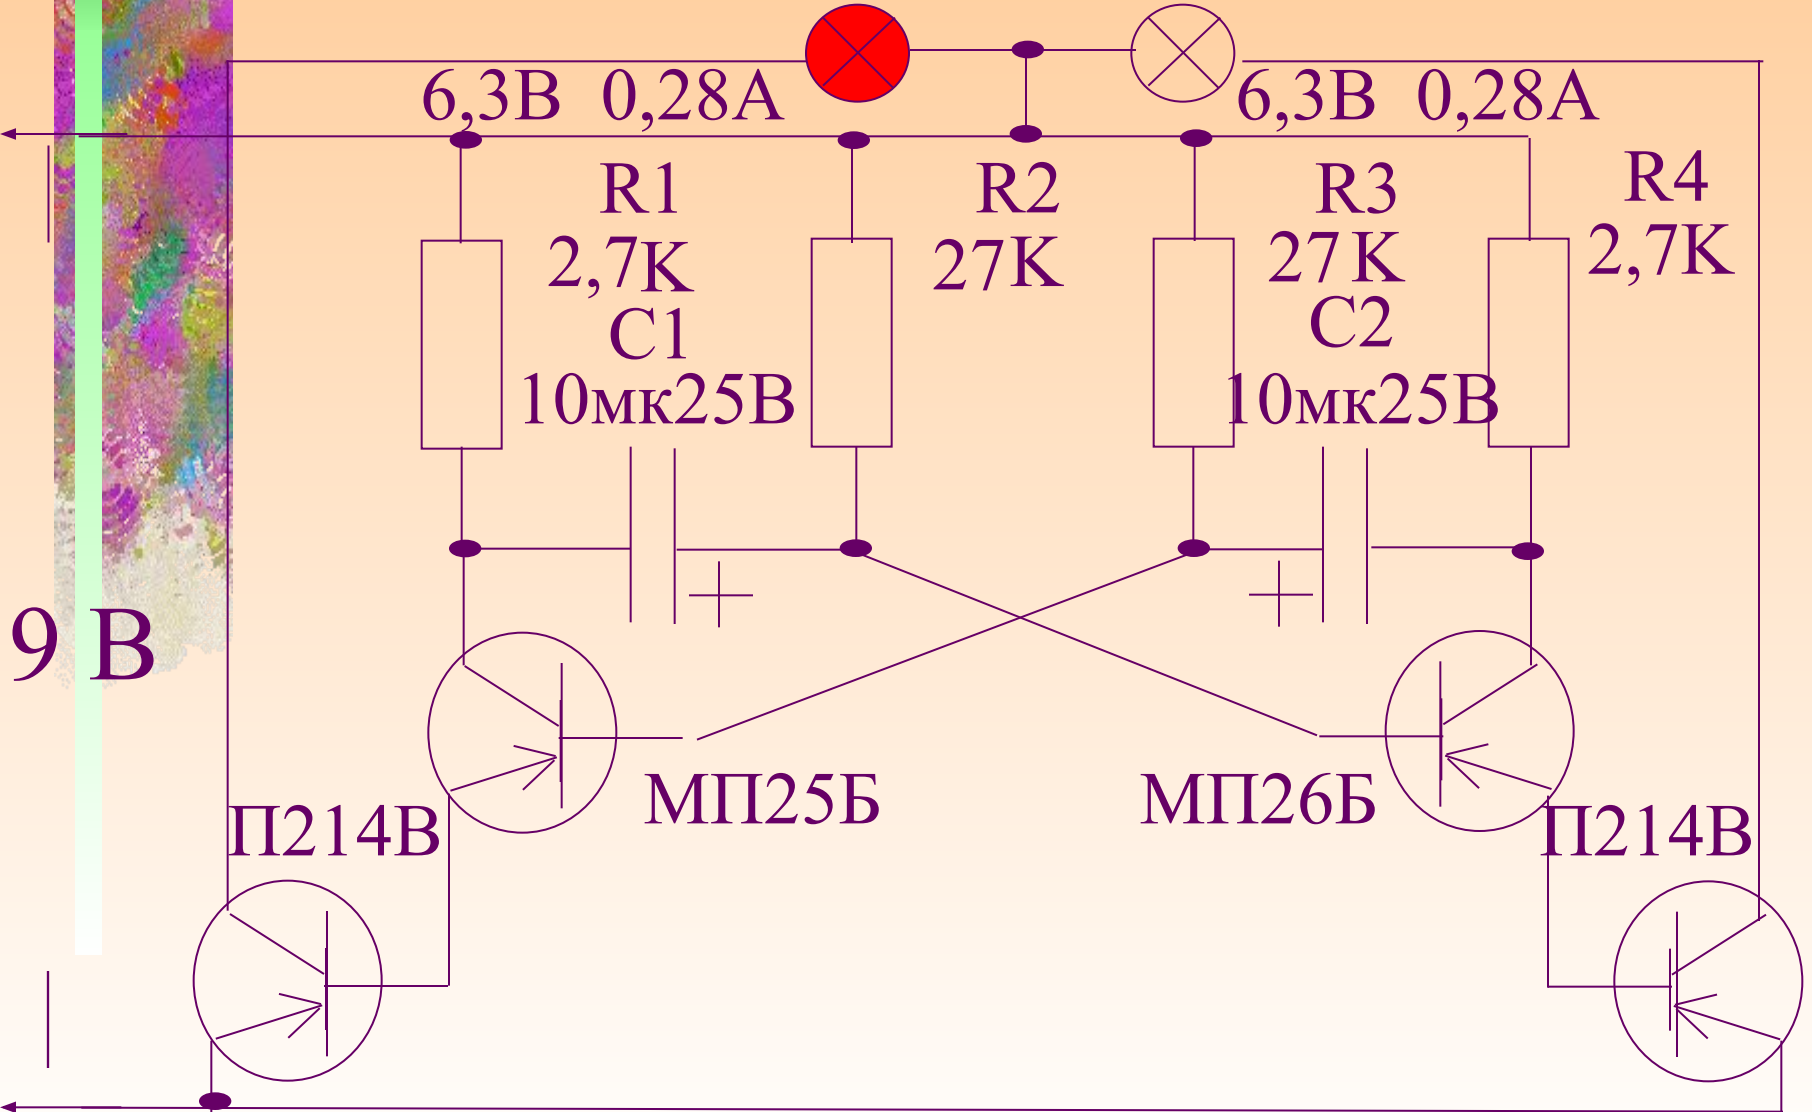 6,3В 0,28А
6,3В 0,28А
R1
2,7К
R2
27К
R3
27К
R4
2,7К
С1
10мк25В
С2
10мк25В
9 В
МП25Б
МП26Б
П214В
П214В